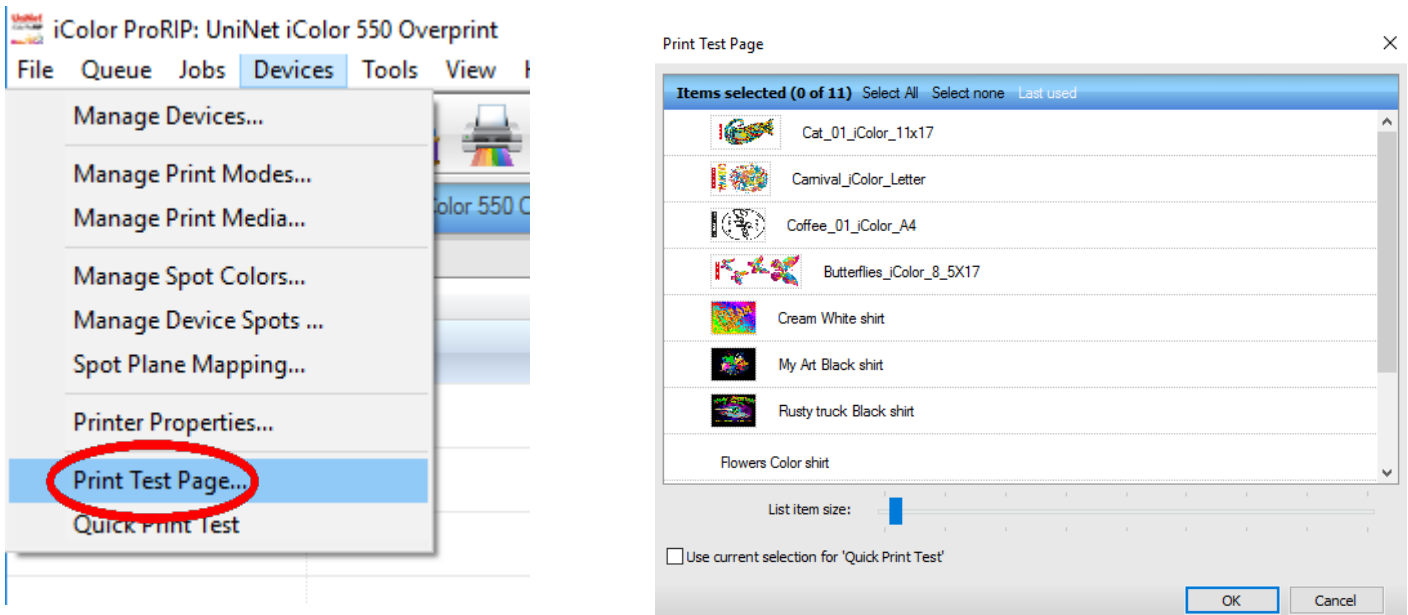 iColor ProRIP: UniNet iColor 550 Overprint
File Queue Jobs Devices Tools View
Manage Devices...
Manage Print Modes...
Manage Print Media...
Color 550
Manage Spot Colors...
Manage Device Spots ...
Spot Plane Mapping...
Printer Properties...
Print Test Page...
Quick Print Test
Print Test Page
Items selected (0 of 11) Select All Select none Last used
Cat_01_iColor_11x17
Carnival_iColor_Letter
Coffee_01_iColor_A4
Butterflies_iColor_8_5X17
Cream White shirt
My Art Black shirt
Rusty truck Black shirt
Flowers Color shirt
List item size:
Use current selection for 'Quick Print Test'
OK Cancel